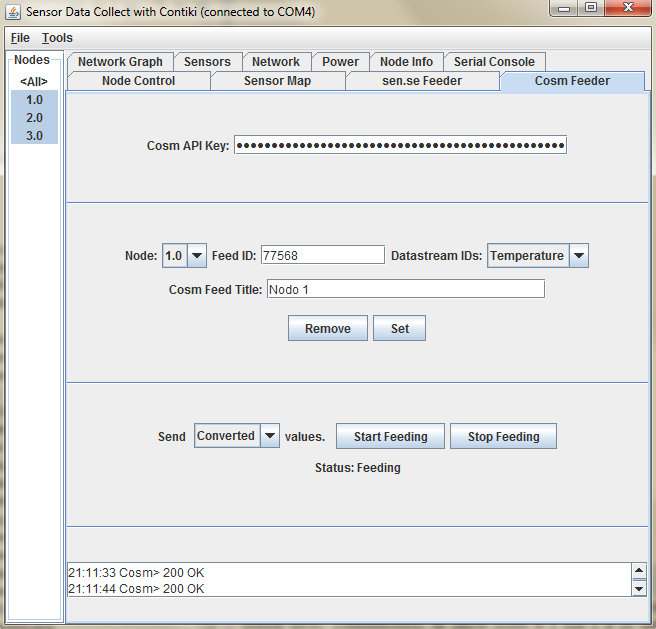 Sensor Data Collect with Contiki (connected to COM4)
File Tools
Nodes
<All>
1.0
2.0
3.0
Network Graph Sensors Network Power Node Info Serial Console
Node Control Sensor Map sen.se Feeder Cosm Feeder
Cosm API Key:
Node: 1.0 Feed ID: 77568 Datastream IDs: Temperature
Cosm Feed Title: Nodo 1
Remove Set
Send Converted values. Start Feeding Stop Feeding
Status: Feeding
21:11:33 Cosm> 200 OK
21:11:44 Cosm> 200 OK